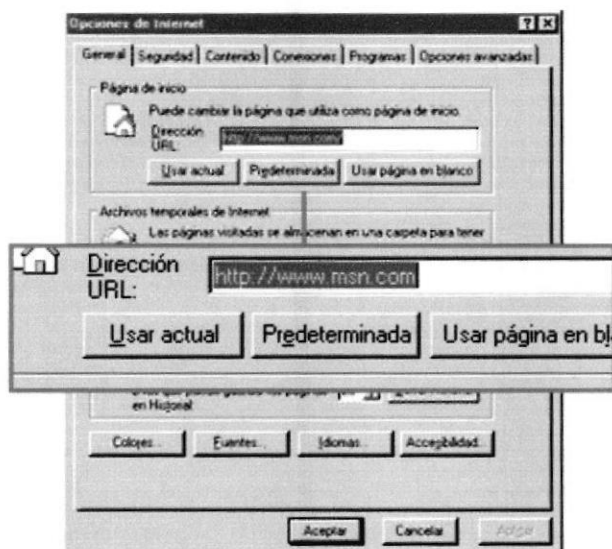 Opciones de Internet
General Seguridad Contenido Conexiones Programas Opciones avanzadas
Página de inicio
Puede cambiar la página que utiliza como página de inicio.
Dirección URL: http://www.msn.com/
Usar actual Predeterminada Usar página en blanco
Archivos temporales de Internet
Las páginas visitadas se almacenan en una carpeta para tener
Dirección URL: http://www.msn.com
Usar actual Predeterminada Usar página en bla
en Historial:
Colores... Fuentes... Idiomas... Accesibilidad...
Aceptar Cancelar Aplicar